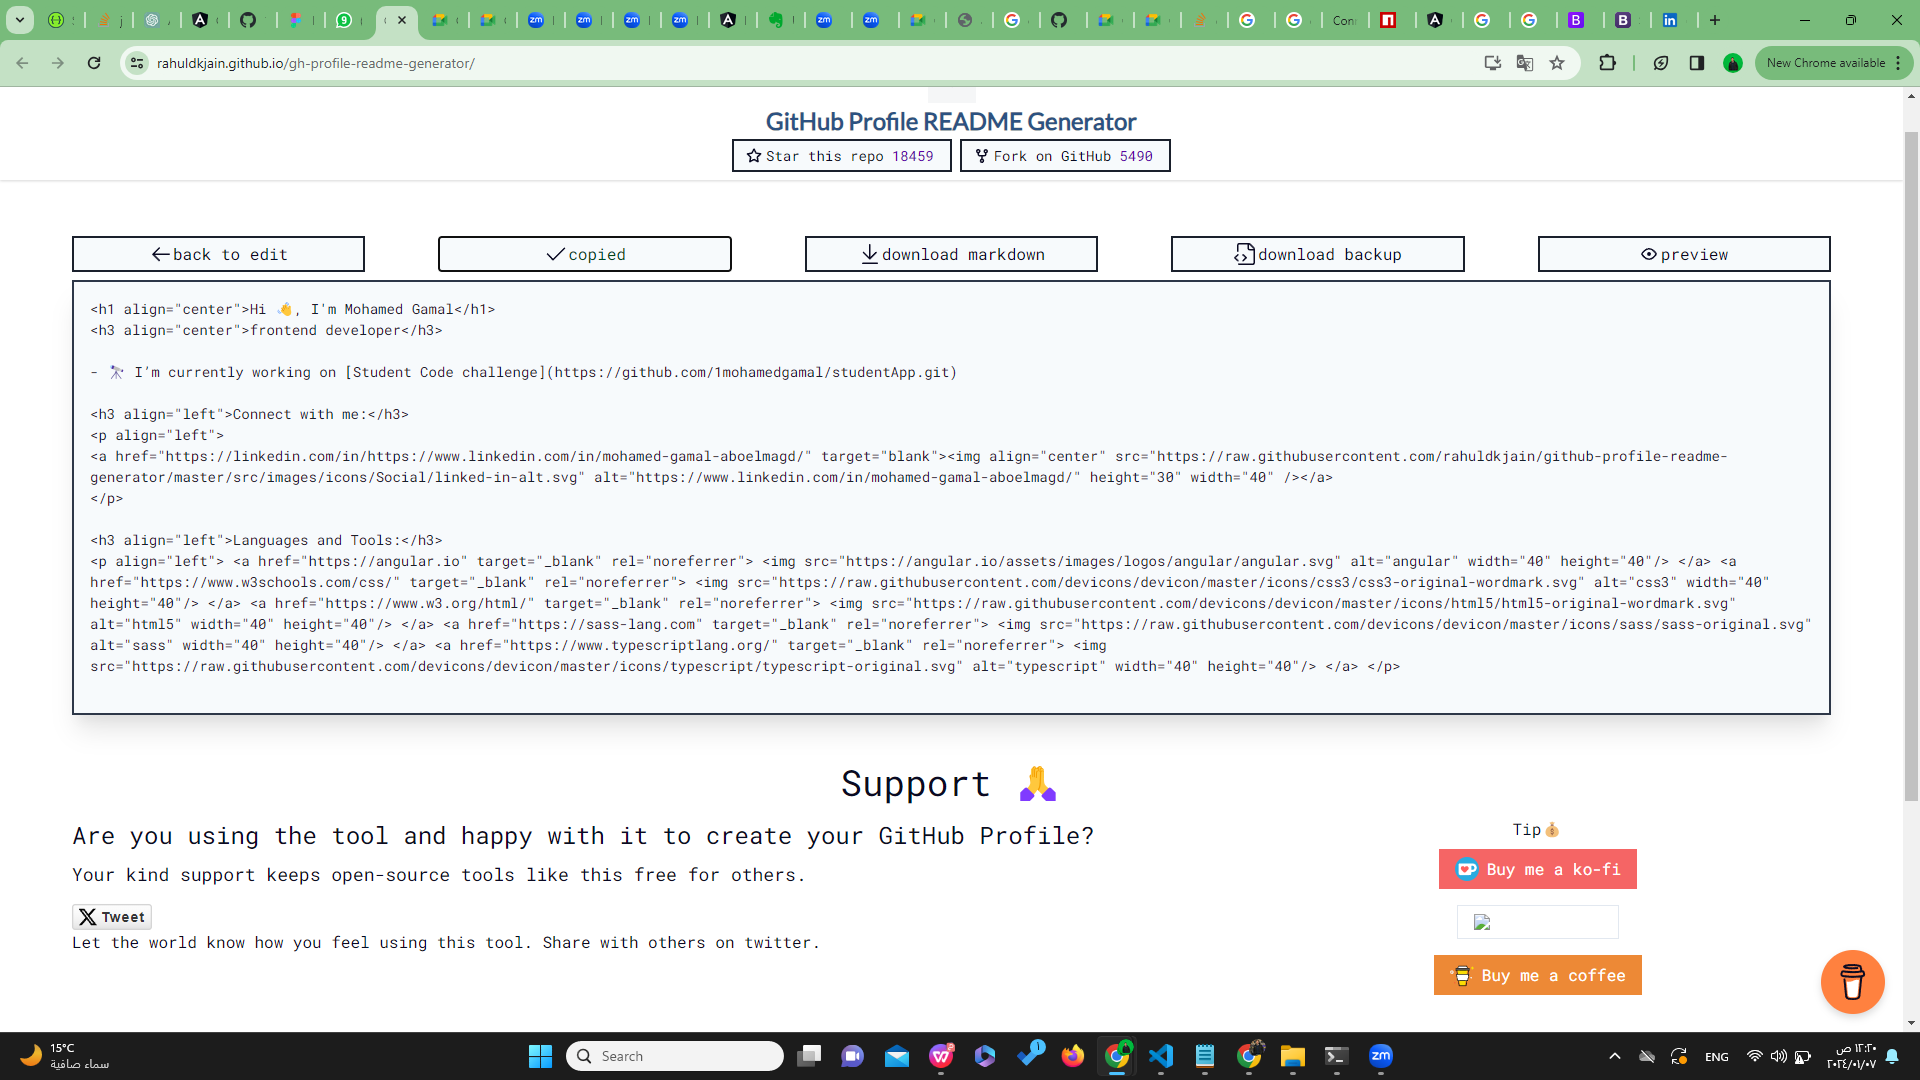 rahuldkjain.github.io/gh-profile-readme-generator/
New Chrome available
GitHub Profile README Generator
Star this repo 18459
Fork on GitHub 5490
back to edit
copied
download markdown
download backup
preview
<h1 align="center">Hi 👋, I'm Mohamed Gamal</h1>
<h3 align="center">frontend developer</h3>
- 🔭 I'm currently working on [Student Code challenge](https://github.com/1mohamedgamal/studentApp.git)
<h3 align="left">Connect with me:</h3>
<p align="left">
<a href="https://linkedin.com/in/https://www.linkedin.com/in/mohamed-gamal-aboelmagd/" target="blank"><img align="center" src="https://raw.githubusercontent.com/rahuldkjain/github-profile-readme-
generator/master/src/images/icons/Social/linked-in-alt.svg" alt="https://www.linkedin.com/in/mohamed-gamal-aboelmagd/" height="30" width="40" /></a>
</p>
<h3 align="left">Languages and Tools:</h3>
<p align="left"> <a href="https://angular.io" target="_blank" rel="noreferrer"> <img src="https://angular.io/assets/images/logos/angular/angular.svg" alt="angular" width="40" height="40"/> </a> <a
href="https://www.w3schools.com/css/" target="_blank" rel="noreferrer"> <img src="https://raw.githubusercontent.com/devicons/devicon/master/icons/css3/css3-original-wordmark.svg" alt="css3" width="40"
height="40"/> </a> <a href="https://www.w3.org/html/" target="_blank" rel="noreferrer"> <img src="https://raw.githubusercontent.com/devicons/devicon/master/icons/html5/html5-original-wordmark.svg"
alt="html5" width="40" height="40"/> </a> <a href="https://sass-lang.com" target="_blank" rel="noreferrer"> <img src="https://raw.githubusercontent.com/devicons/devicon/master/icons/sass/sass-original.svg"
alt="sass" width="40" height="40"/> </a> <a href="https://www.typescriptlang.org/" target="_blank" rel="noreferrer"> <img
src="https://raw.githubusercontent.com/devicons/devicon/master/icons/typescript/typescript-original.svg" alt="typescript" width="40" height="40"/> </a> </p>
Support 🙏
Are you using the tool and happy with it to create your GitHub Profile?
Your kind support keeps open-source tools like this free for others.
Tweet
Let the world know how you feel using this tool. Share with others on twitter.
Tip💰
Buy me a ko-fi
Buy me a coffee
15°C
سماء صافية
Search
ENG
١٢:٢٠ ص
٢٠٢٤/٠١/٠٧